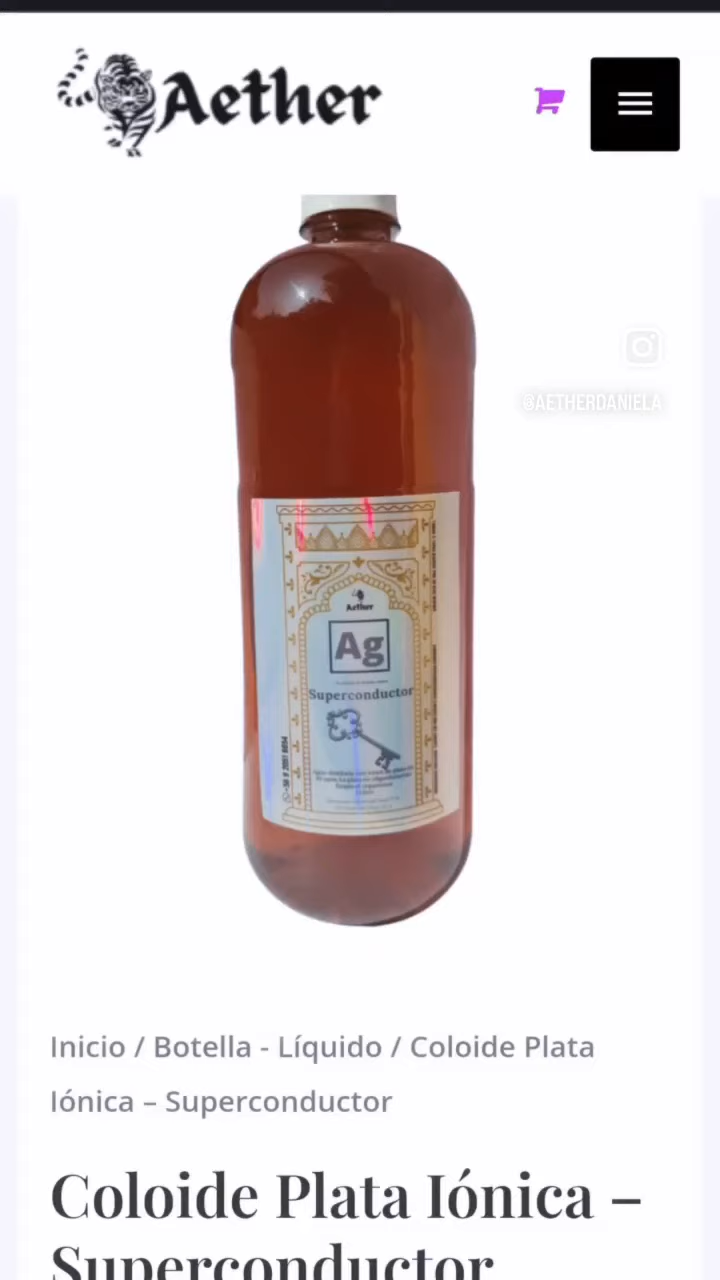 Aether
@AETHERDANIELA
Aether
Ag
Superconductor
Inicio / Botella - Líquido / Coloide Plata
Iónica – Superconductor
Coloide Plata Iónica –
Superconductor